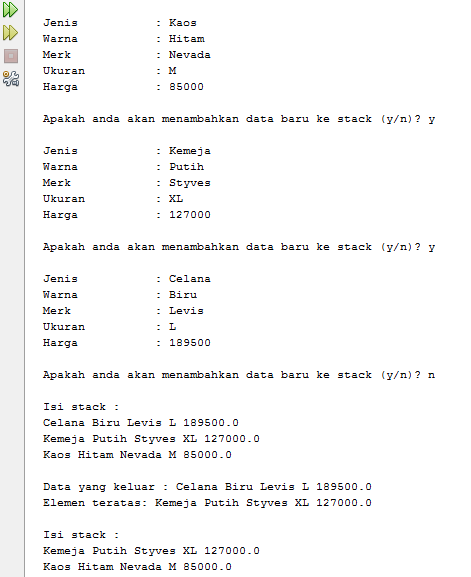 Jenis : Kaos
Warna : Hitam
Merk : Nevada
Ukuran : M
Harga : 85000
Apakah anda akan menambahkan data baru ke stack (y/n)? y
Jenis : Kemeja
Warna : Putih
Merk : Styves
Ukuran : XL
Harga : 127000
Apakah anda akan menambahkan data baru ke stack (y/n)? y
Jenis : Celana
Warna : Biru
Merk : Levis
Ukuran : L
Harga : 189500
Apakah anda akan menambahkan data baru ke stack (y/n)? n
Isi stack :
Celana Biru Levis L 189500.0
Kemeja Putih Styves XL 127000.0
Kaos Hitam Nevada M 85000.0
Data yang keluar : Celana Biru Levis L 189500.0
Elemen teratas: Kemeja Putih Styves XL 127000.0
Isi stack :
Kemeja Putih Styves XL 127000.0
Kaos Hitam Nevada M 85000.0